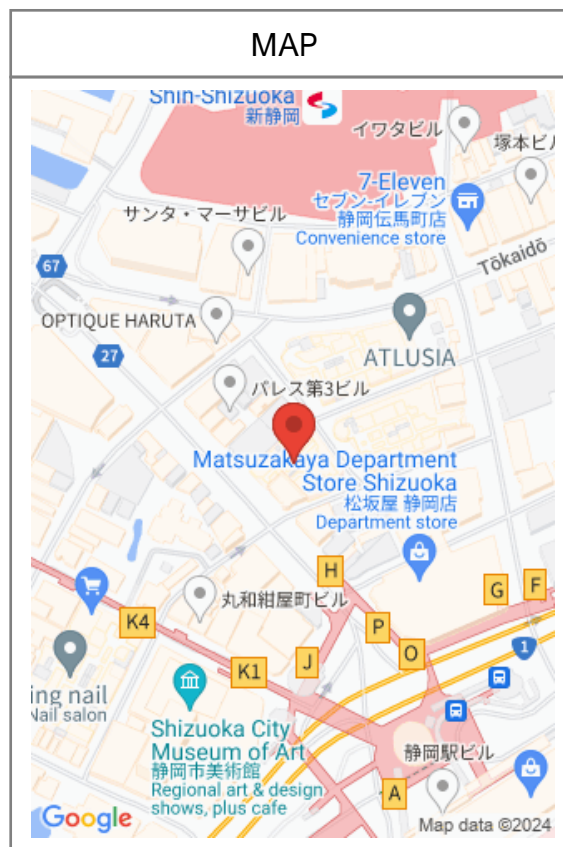 MAP
Shin-Shizuoka
新静岡
イワタビル
塚本ビル
7-Eleven
セブン-イレブン
静岡伝馬町店
Convenience store
サンタ・マーサビル
Tōkaidō
67
OPTIQUE HARUTA
27
ATLUSIA
パレス第3ビル
Matsuzakaya Department
Store Shizuoka
松坂屋 静岡店
Department store
H
丸和紺屋町ビル
G
F
K4
P
O
1
J
K1
ing nail
Nail salon
Shizuoka City
Museum of Art
静岡市美術館
Regional art & design
shows, plus cafe
静岡駅ビル
A
Google
Map data ©2024